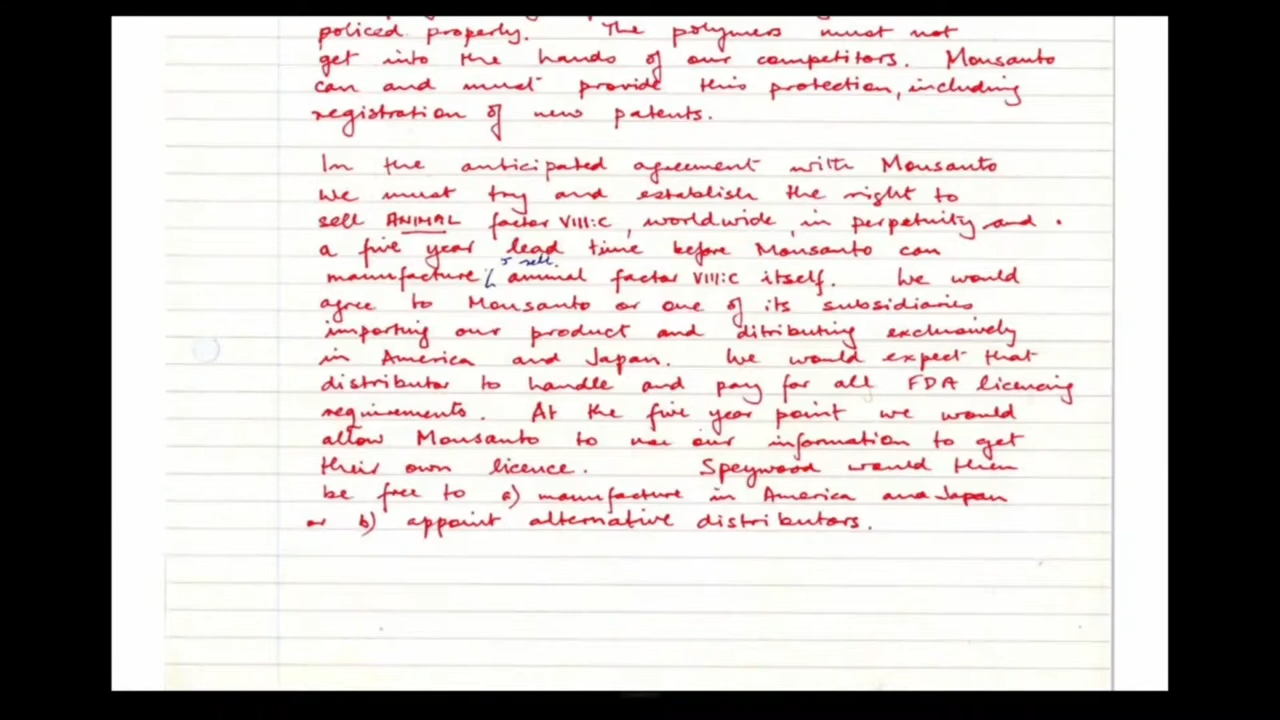 policed properly. The polymers must not
get into the hands of our competitors. Monsanto
can and must provide this protection, including
registration of new patents.
In the anticipated agreement with Monsanto
we must try and establish the right to
sell ANIMAL factor VIII:C, worldwide, in perpetuity and
a five year lead time before Monsanto can
manufacture & sell animal factor VIII:C itself. We would
agree to Monsanto or one of its subsidiaries
importing our product and ditributing exclusively
in America and Japan. We would expect that
distributor to handle and pay for all FDA licencing
requirements. At the five year point we would
allow Monsanto to use our information to get
their own licence. Speywood would then
be free to a) manufacture in America and Japan
or b) appoint alternative distributors.